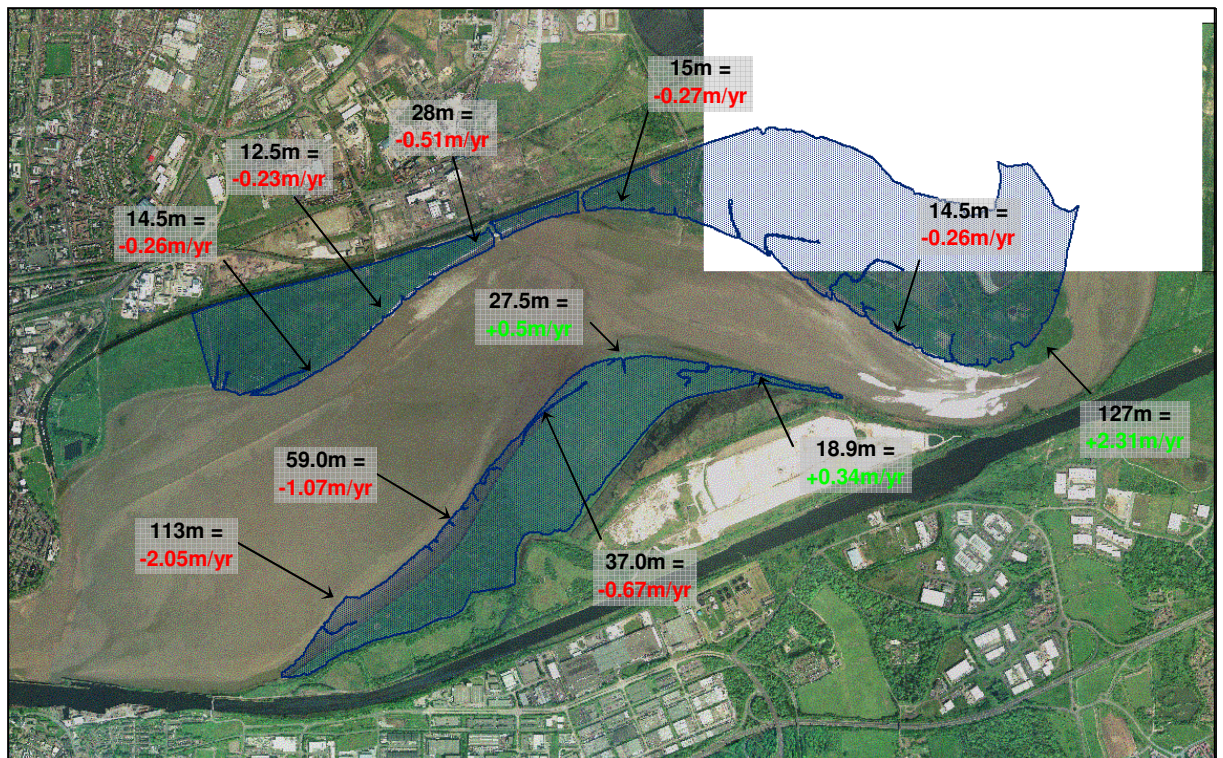 15m =
-0.27m/yr
28m =
-0.51m/yr
12.5m =
-0.23m/yr
14.5m =
-0.26m/yr
14.5m =
-0.26m/yr
27.5m =
+0.5m/yr
127m =
+2.31m/yr
18.9m =
+0.34m/yr
59.0m =
-1.07m/yr
113m =
-2.05m/yr
37.0m =
-0.67m/yr